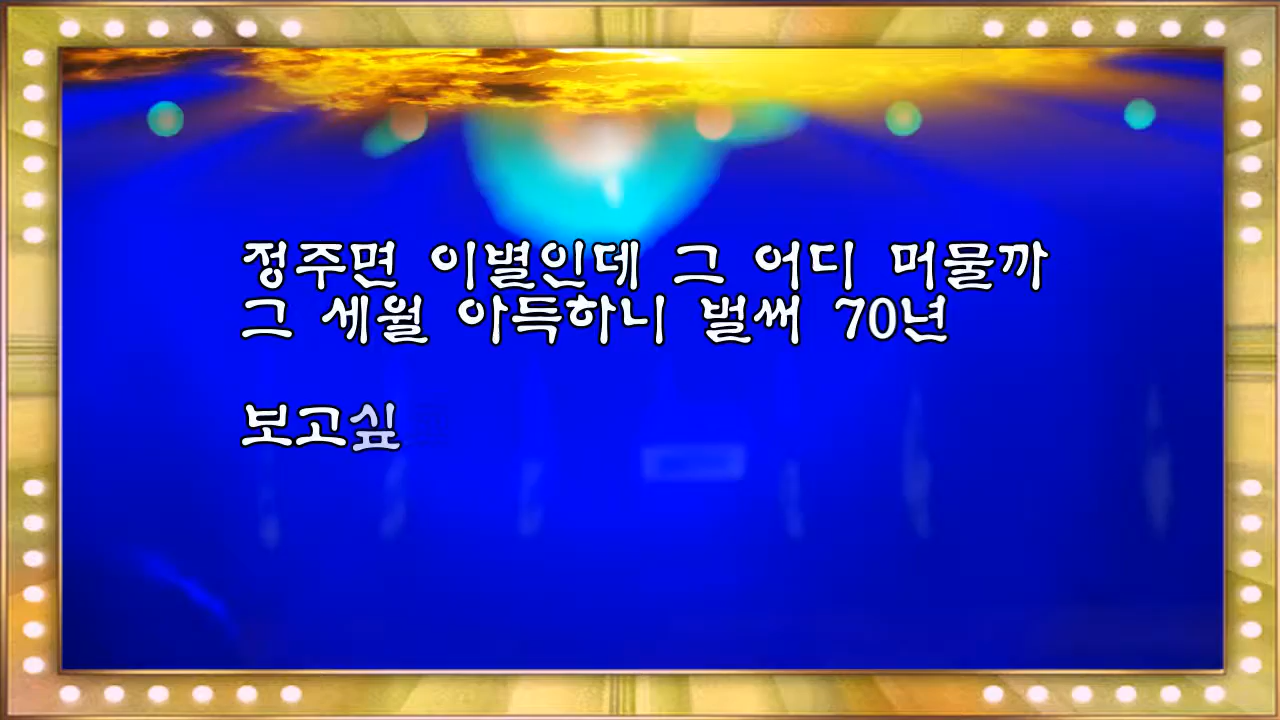 정주면 이별인데 그 어디 머물까
그 세월 아득하니 벌써 70년
보고싶